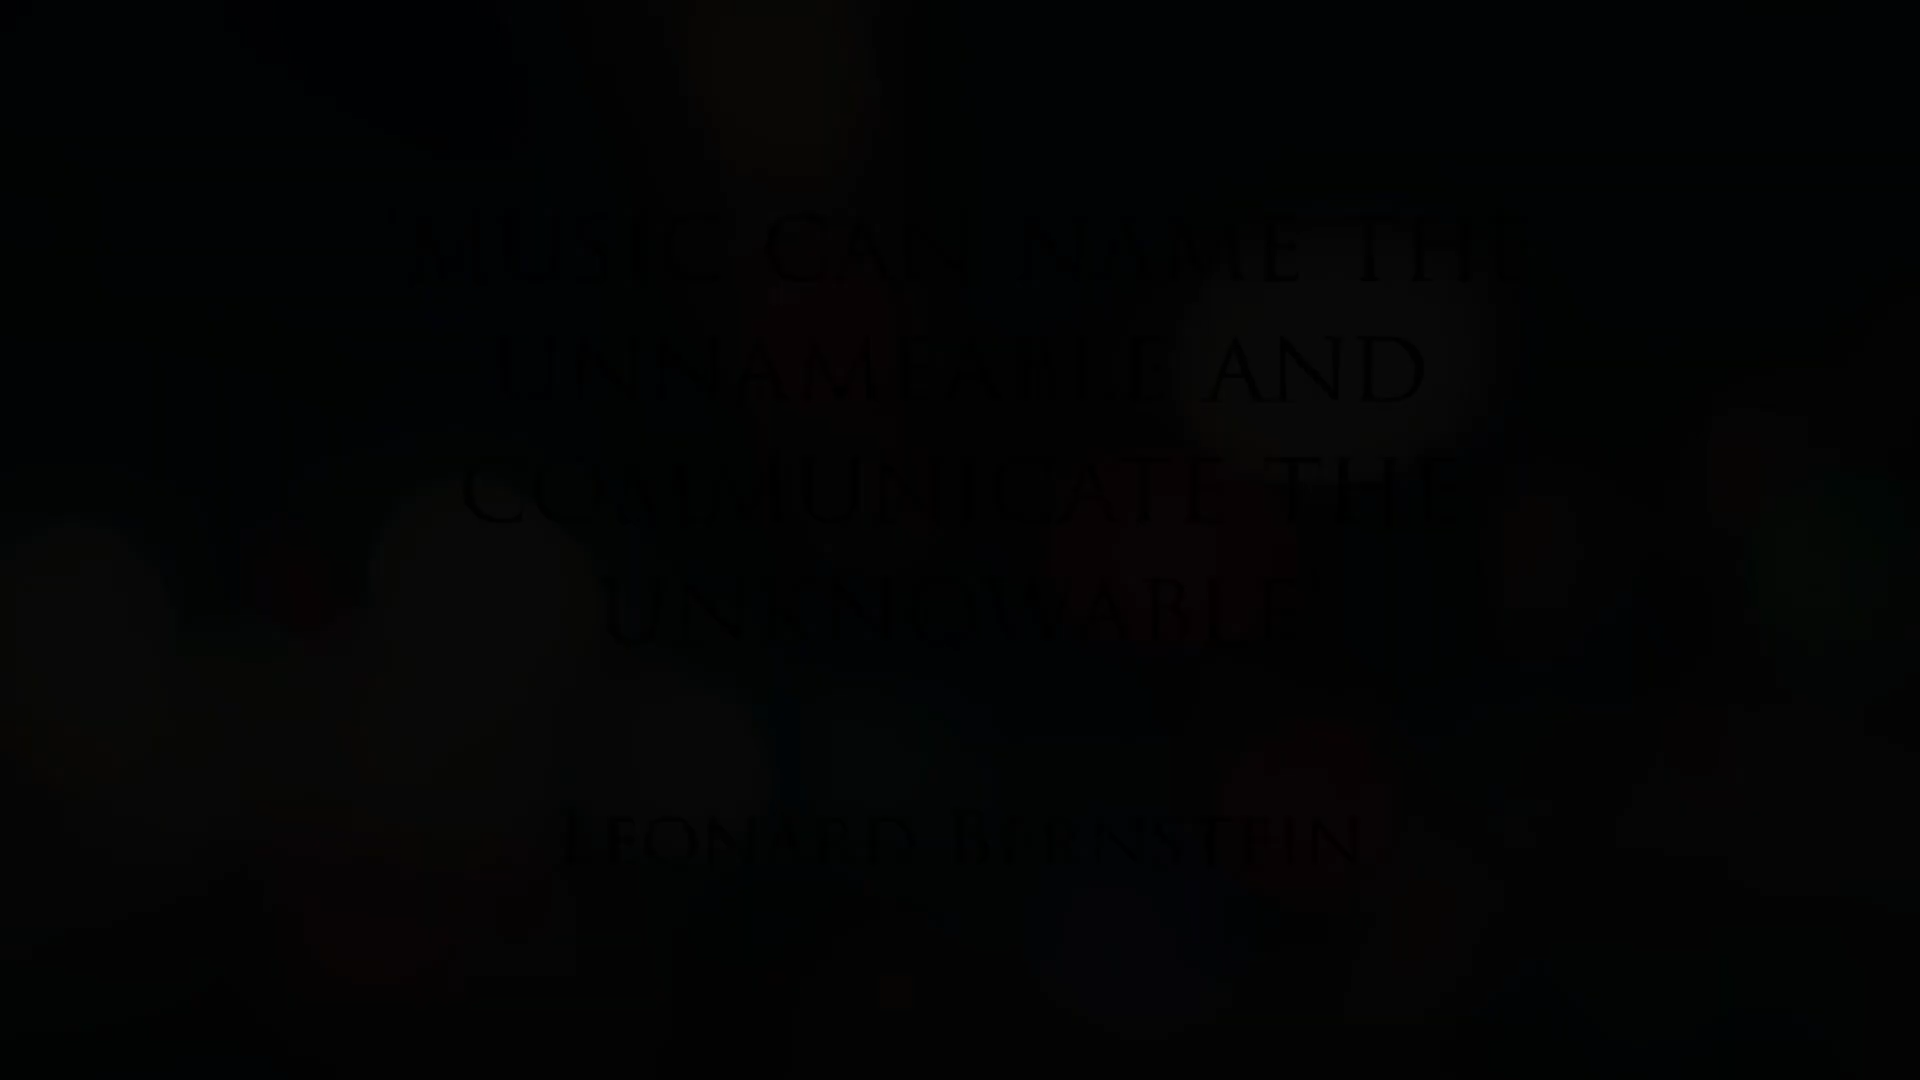 'MUSIC CAN NAME THE
UNNAMEABLE AND
COMMUNICATE THE
UNKNOWABLE'
LEONARD BERNSTEIN